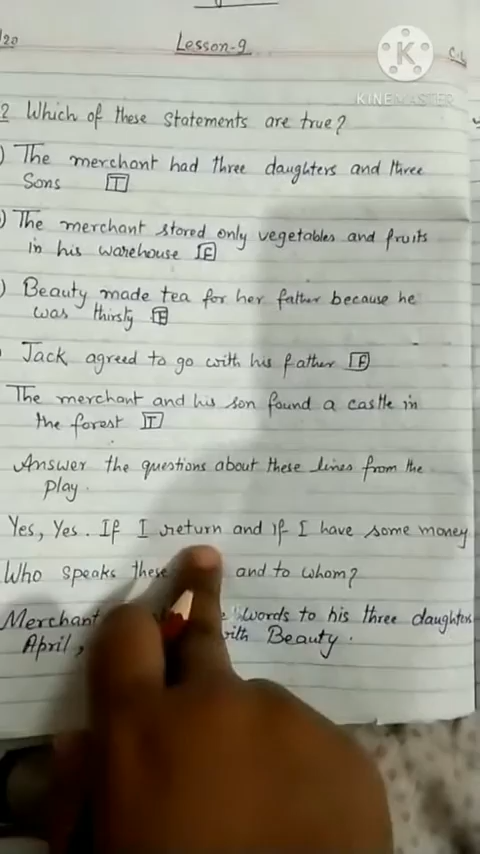 /20
Lesson-9
K
KINEMASTER
2 Which of these statements are true?
) The merchant had three daughters and three
Sons T
) The merchant stored only vegetables and fruits
in his warehouse F
) Beauty made tea for her father because he
was thirsty
Jack agreed to go with his father F
The merchant and his son found a castle in
the forest T
Answer the questions about these lines from the
play.
Yes, Yes. If I return and if I have some money
Who speaks these and to whom?
Merchant words to his three daughters
April, with Beauty.